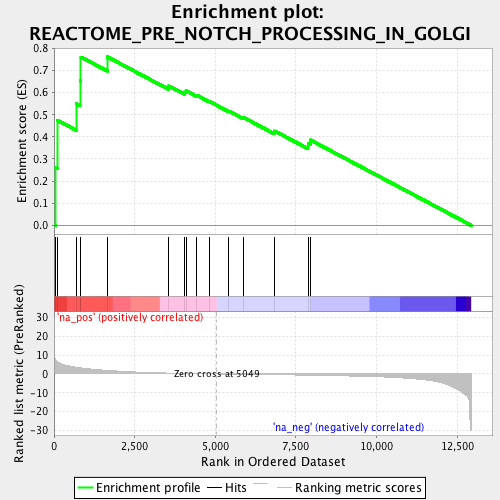 Enrichment plot:
REACTOME_PRE_NOTCH_PROCESSING_IN_GOLGI
Enrichment score (ES)
0.8
0.7
0.6
0.5
0.4
0.3
0.2
0.1
0.0
'na_pos' (positively correlated)
Ranked list metric (PreRanked)
30
20
10
0
-10
-20
-30
Zero cross at 5049
'na_neg' (negatively correlated)
0
2,500
5,000
7,500
10,000
12,500
Rank in Ordered Dataset
Enrichment profile
Hits
Ranking metric scores